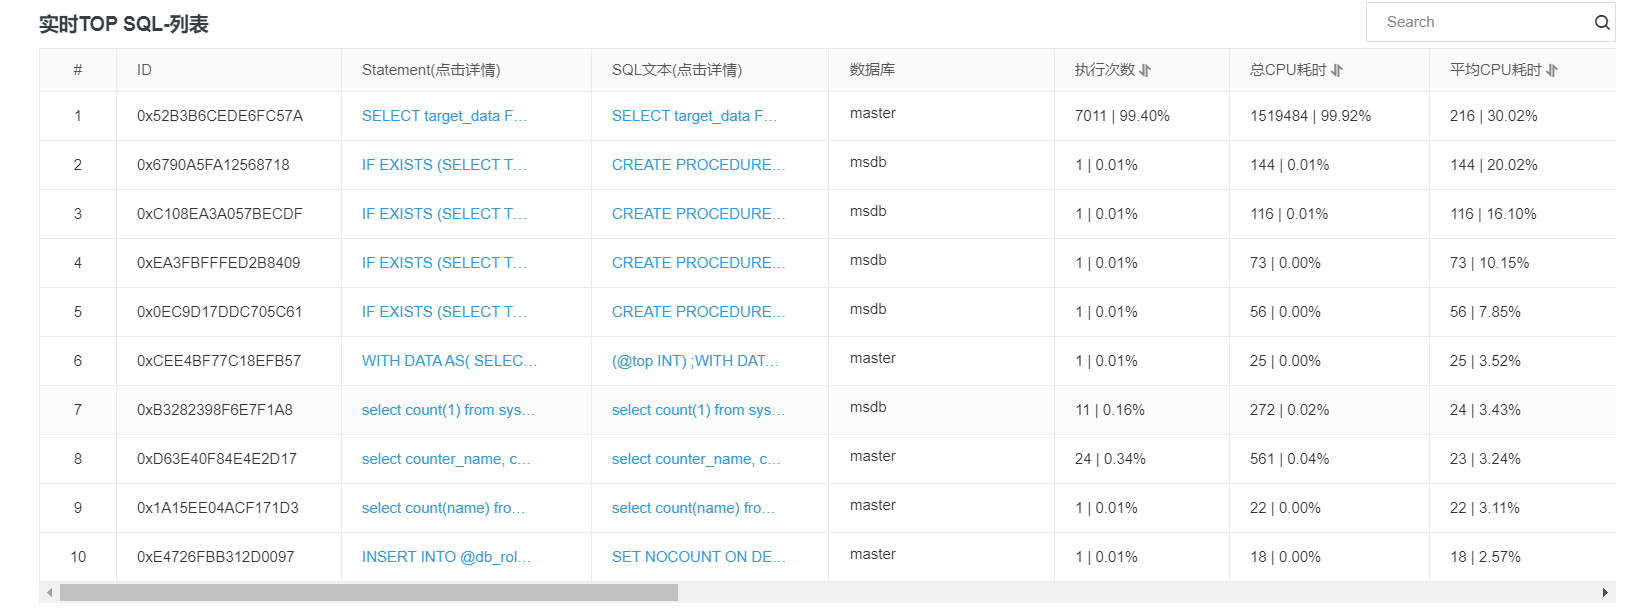 实时TOP SQL-列表
Search
# ID Statement(点击详情) SQL文本(点击详情) 数据库 执行次数 总CPU耗时 平均CPU耗时
1 0x52B3B6CEDE6FC57A SELECT target_data F... SELECT target_data F... master 7011 | 99.40% 1519484 | 99.92% 216 | 30.02%
2 0x6790A5FA12568718 IF EXISTS (SELECT T... CREATE PROCEDURE... msdb 1 | 0.01% 144 | 0.01% 144 | 20.02%
3 0xC108EA3A057BECDF IF EXISTS (SELECT T... CREATE PROCEDURE... msdb 1 | 0.01% 116 | 0.01% 116 | 16.10%
4 0xEA3FBFFFED2B8409 IF EXISTS (SELECT T... CREATE PROCEDURE... msdb 1 | 0.01% 73 | 0.00% 73 | 10.15%
5 0x0EC9D17DDC705C61 IF EXISTS (SELECT T... CREATE PROCEDURE... msdb 1 | 0.01% 56 | 0.00% 56 | 7.85%
6 0xCEE4BF77C18EFB57 WITH DATA AS( SELEC... (@top INT) ;WITH DAT... master 1 | 0.01% 25 | 0.00% 25 | 3.52%
7 0xB3282398F6E7F1A8 select count(1) from sys... select count(1) from sys... msdb 11 | 0.16% 272 | 0.02% 24 | 3.43%
8 0xD63E40F84E4E2D17 select counter_name, c... select counter_name, c... master 24 | 0.34% 561 | 0.04% 23 | 3.24%
9 0x1A15EE04ACF171D3 select count(name) fro... select count(name) fro... master 1 | 0.01% 22 | 0.00% 22 | 3.11%
10 0xE4726FBB312D0097 INSERT INTO @db_rol... SET NOCOUNT ON DE... master 1 | 0.01% 18 | 0.00% 18 | 2.57%